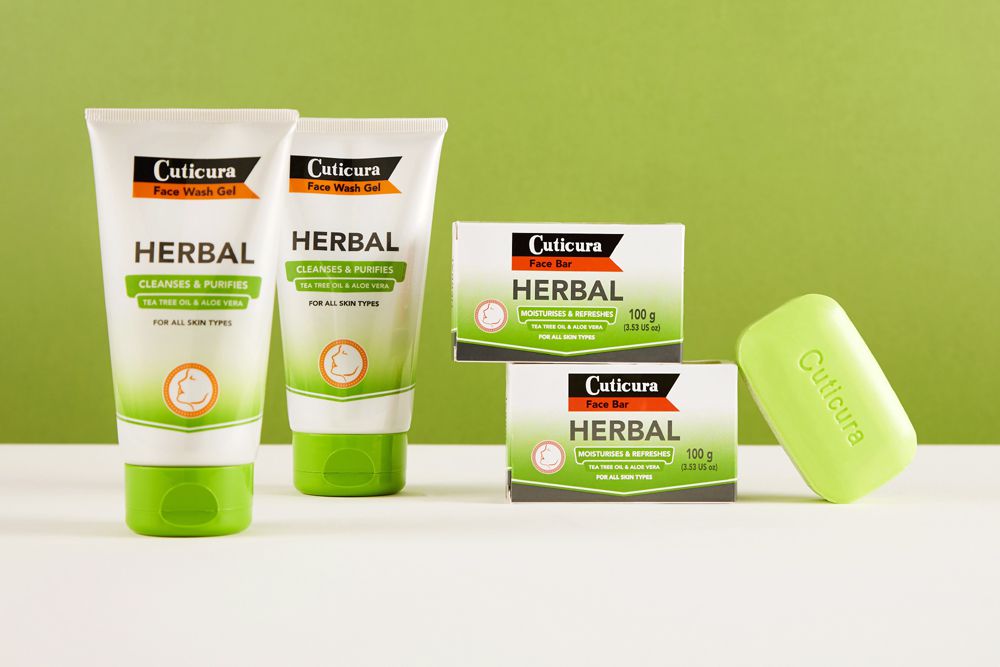 Cuticura
Face Wash Gel
HERBAL
CLEANSES & PURIFIES
TEA TREE OIL & ALOE VERA
FOR ALL SKIN TYPES
Cuticura
Face Wash Gel
HERBAL
CLEANSES & PURIFIES
TEA TREE OIL & ALOE VERA
FOR ALL SKIN TYPES
Cuticura
Face Bar
HERBAL
MOISTURISES & REFRESHES
TEA TREE OIL & ALOE VERA
FOR ALL SKIN TYPES
100 g
(3.53 US oz)
Cuticura
Face Bar
HERBAL
MOISTURISES & REFRESHES
TEA TREE OIL & ALOE VERA
FOR ALL SKIN TYPES
100 g
(3.53 US oz)
Cuticura